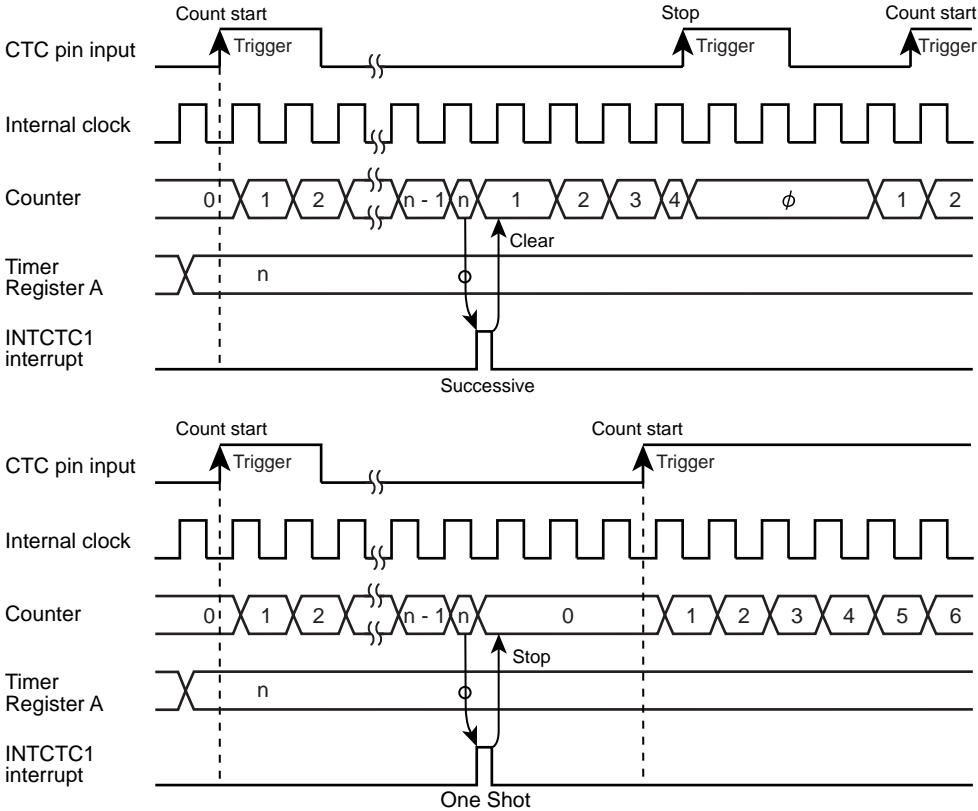 Count start Stop Count start
CTC pin input Trigger Trigger Trigger
Internal clock
Counter 0 1 2 n - 1 n 1 2 3 4 ϕ 1 2
Clear
Timer
Register A n
INTCTC1
interrupt
Successive
Count start Count start
CTC pin input Trigger Trigger
Internal clock
Counter 0 1 2 n - 1 n 0 1 2 3 4 5 6
Stop
Timer
Register A n
INTCTC1
interrupt
One Shot